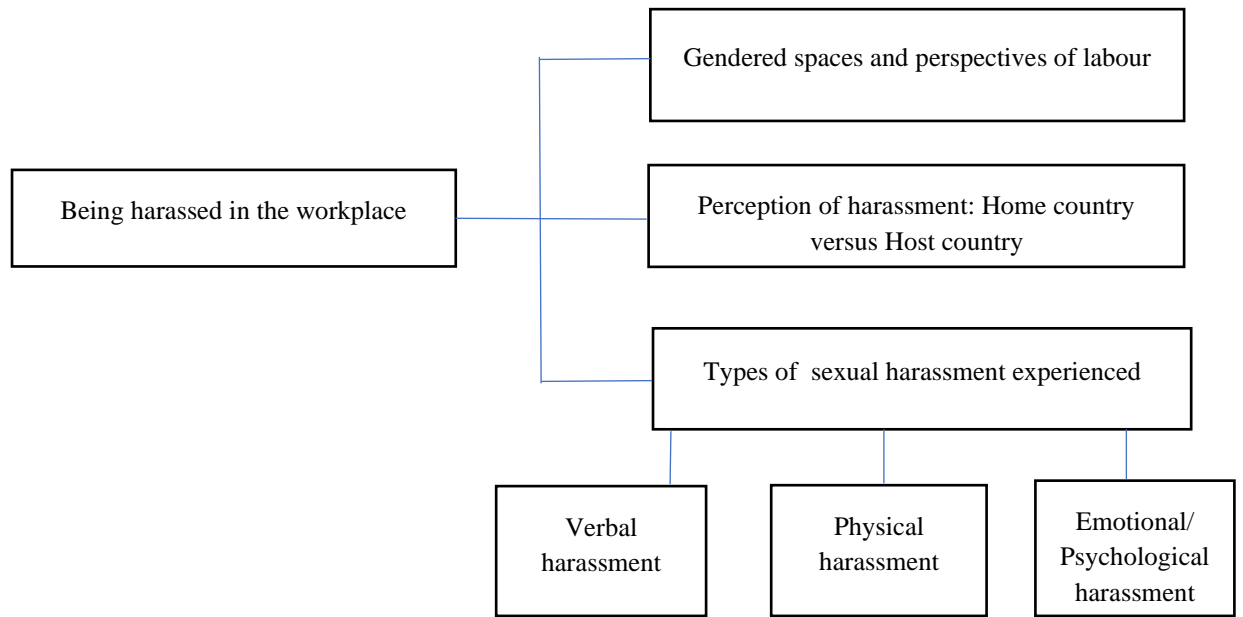 Gendered spaces and perspectives of labour
Being harassed in the workplace
Perception of harassment: Home country
versus Host country
Types of sexual harassment experienced
Verbal
harassment
Physical
harassment
Emotional/
Psychological
harassment